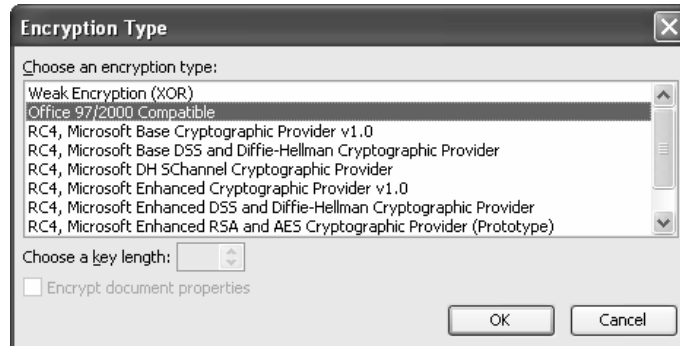 Encryption Type
Choose an encryption type:
Weak Encryption (XOR)
Office 97/2000 Compatible
RC4, Microsoft Base Cryptographic Provider v1.0
RC4, Microsoft Base DSS and Diffie-Hellman Cryptographic Provider
RC4, Microsoft DH SChannel Cryptographic Provider
RC4, Microsoft Enhanced Cryptographic Provider v1.0
RC4, Microsoft Enhanced DSS and Diffie-Hellman Cryptographic Provider
RC4, Microsoft Enhanced RSA and AES Cryptographic Provider (Prototype)
Choose a key length:
Encrypt document properties
OK Cancel